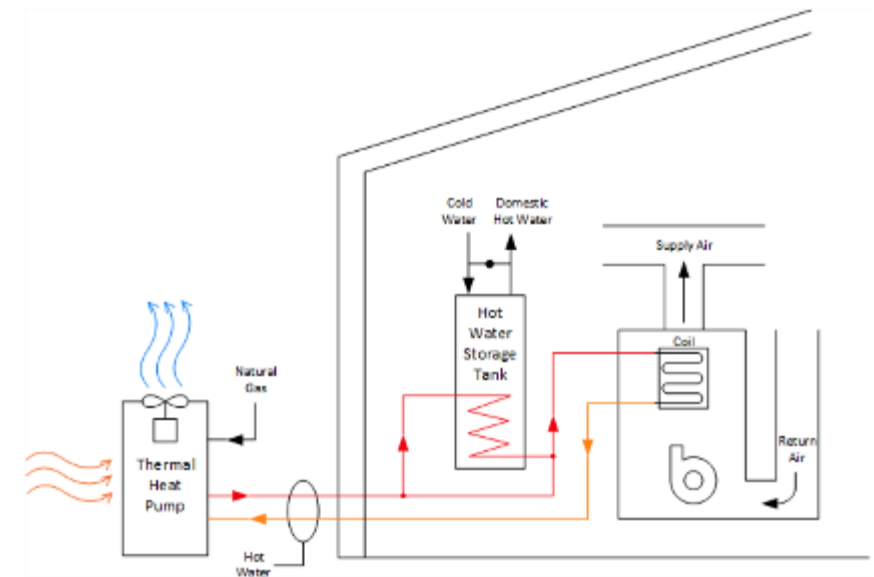 Cold
Water
Domestic
Hot Water
Supply Air
Hot
Water
Storage
Tank
Coil
Natural
Gas
Return
Air
Thermal
Heat
Pump
Hot
Water